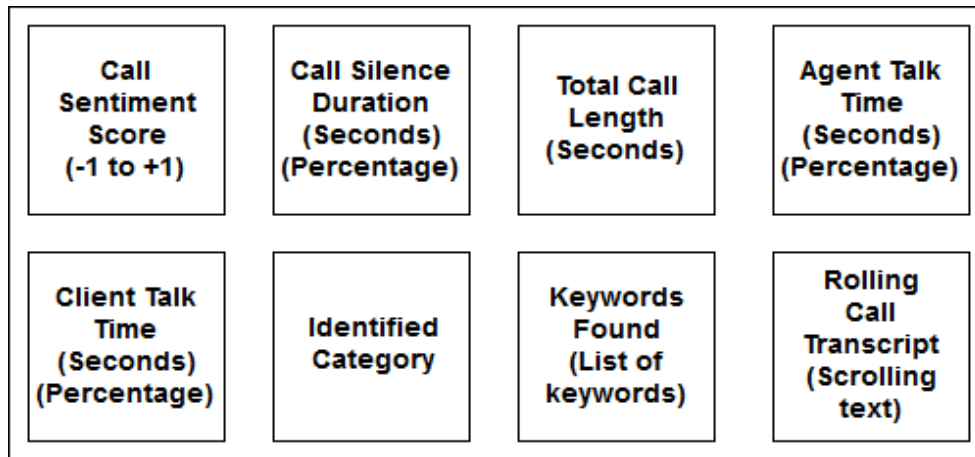 Call
Sentiment
Score
(-1 to +1)
Call Silence
Duration
(Seconds)
(Percentage)
Total Call
Length
(Seconds)
Agent Talk
Time
(Seconds)
(Percentage)
Client Talk
Time
(Seconds)
(Percentage)
Identified
Category
Keywords
Found
(List of
keywords)
Rolling
Call
Transcript
(Scrolling
text)